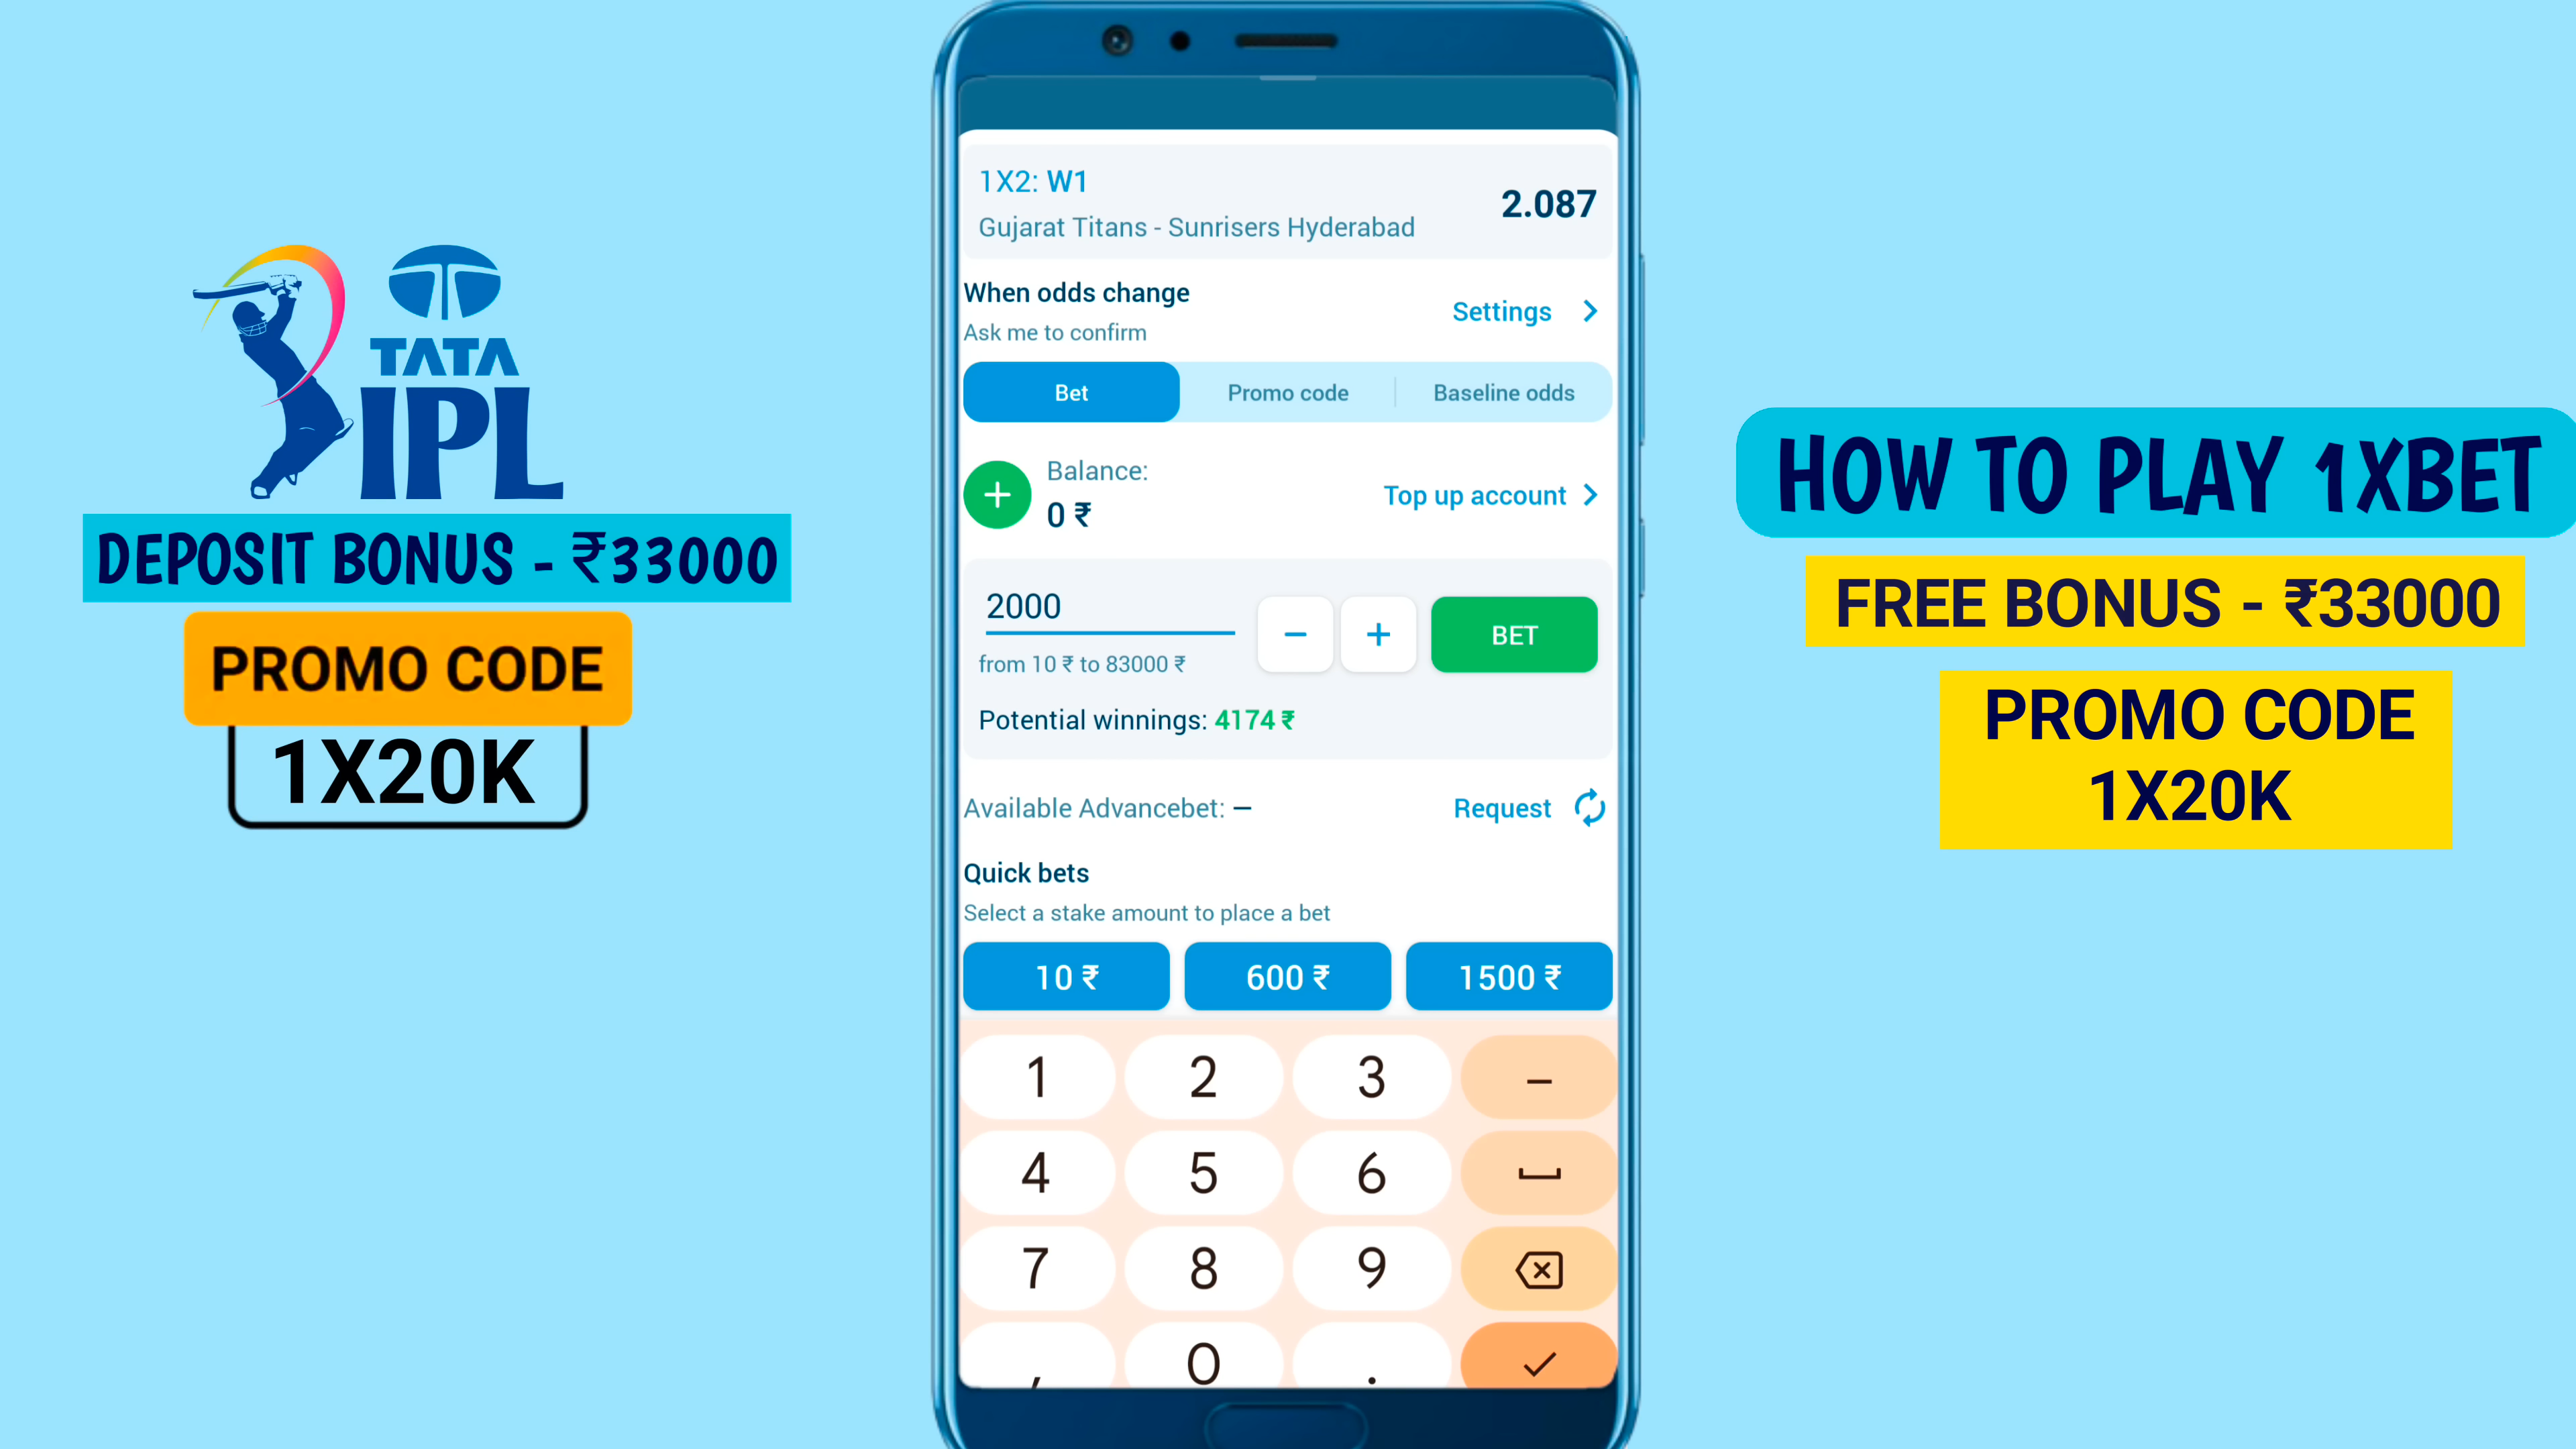 TATA
IPL
DEPOSIT BONUS - ₹33000
PROMO CODE
1X20K
1X2: W1
2.087
Gujarat Titans - Sunrisers Hyderabad
When odds change
Settings
Ask me to confirm
Bet
Promo code
Baseline odds
Balance:
0 ₹
Top up account
2000
BET
from 10 ₹ to 83000 ₹
Potential winnings: 4174 ₹
Available Advancebet: –
Request
Quick bets
Select a stake amount to place a bet
10 ₹
600 ₹
1500 ₹
1 2 3 –
4 5 6
7 8 9
, 0 .
HOW TO PLAY 1XBET
FREE BONUS - ₹33000
PROMO CODE
1X20K